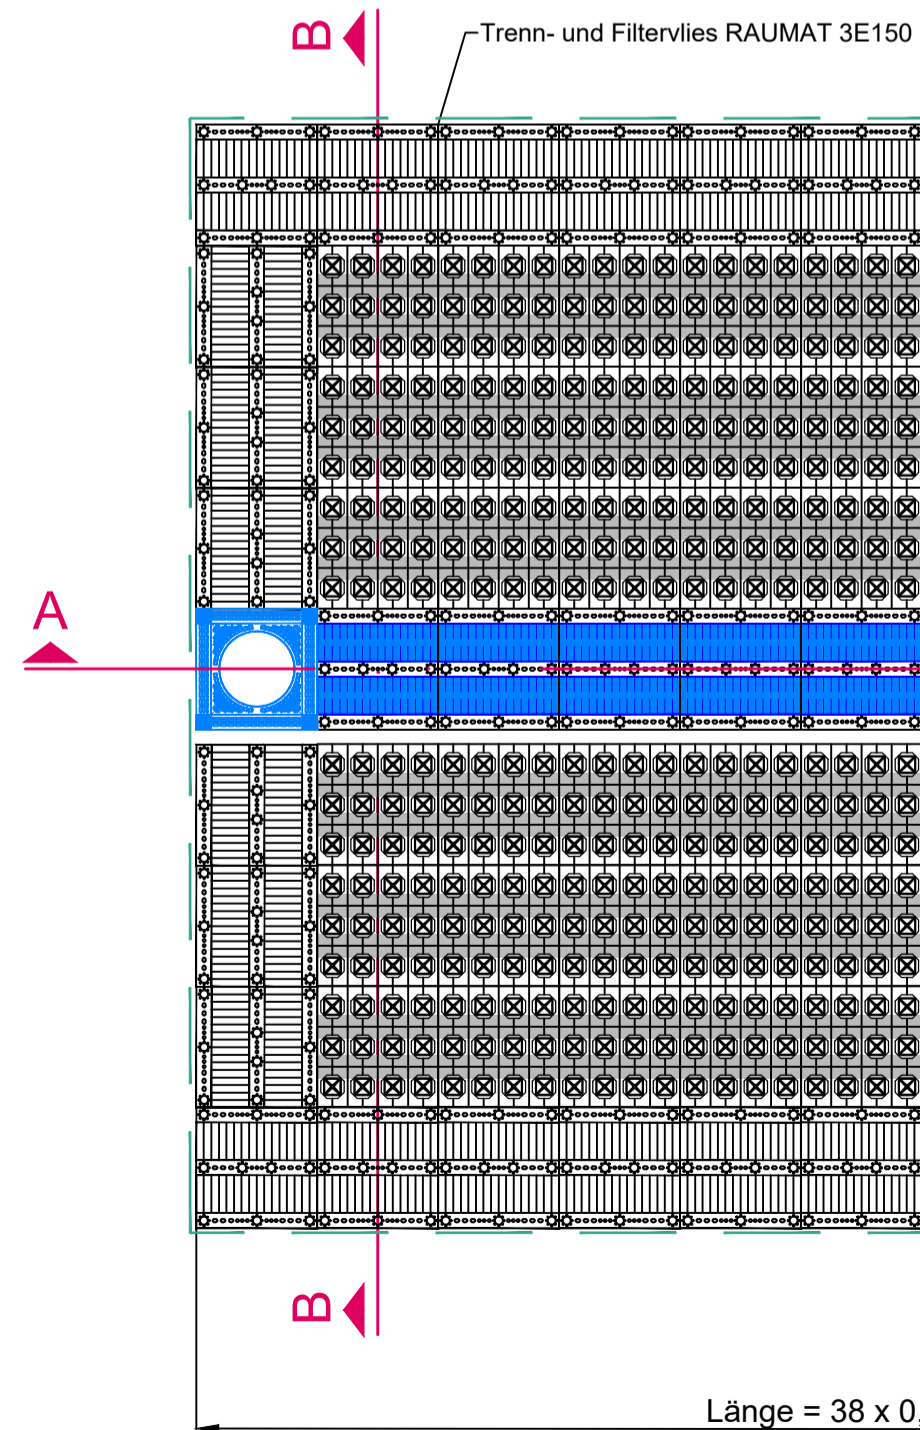 B
Trenn- und Filtervlies RAUMAT 3E150
A
B
Länge = 38 x 0,